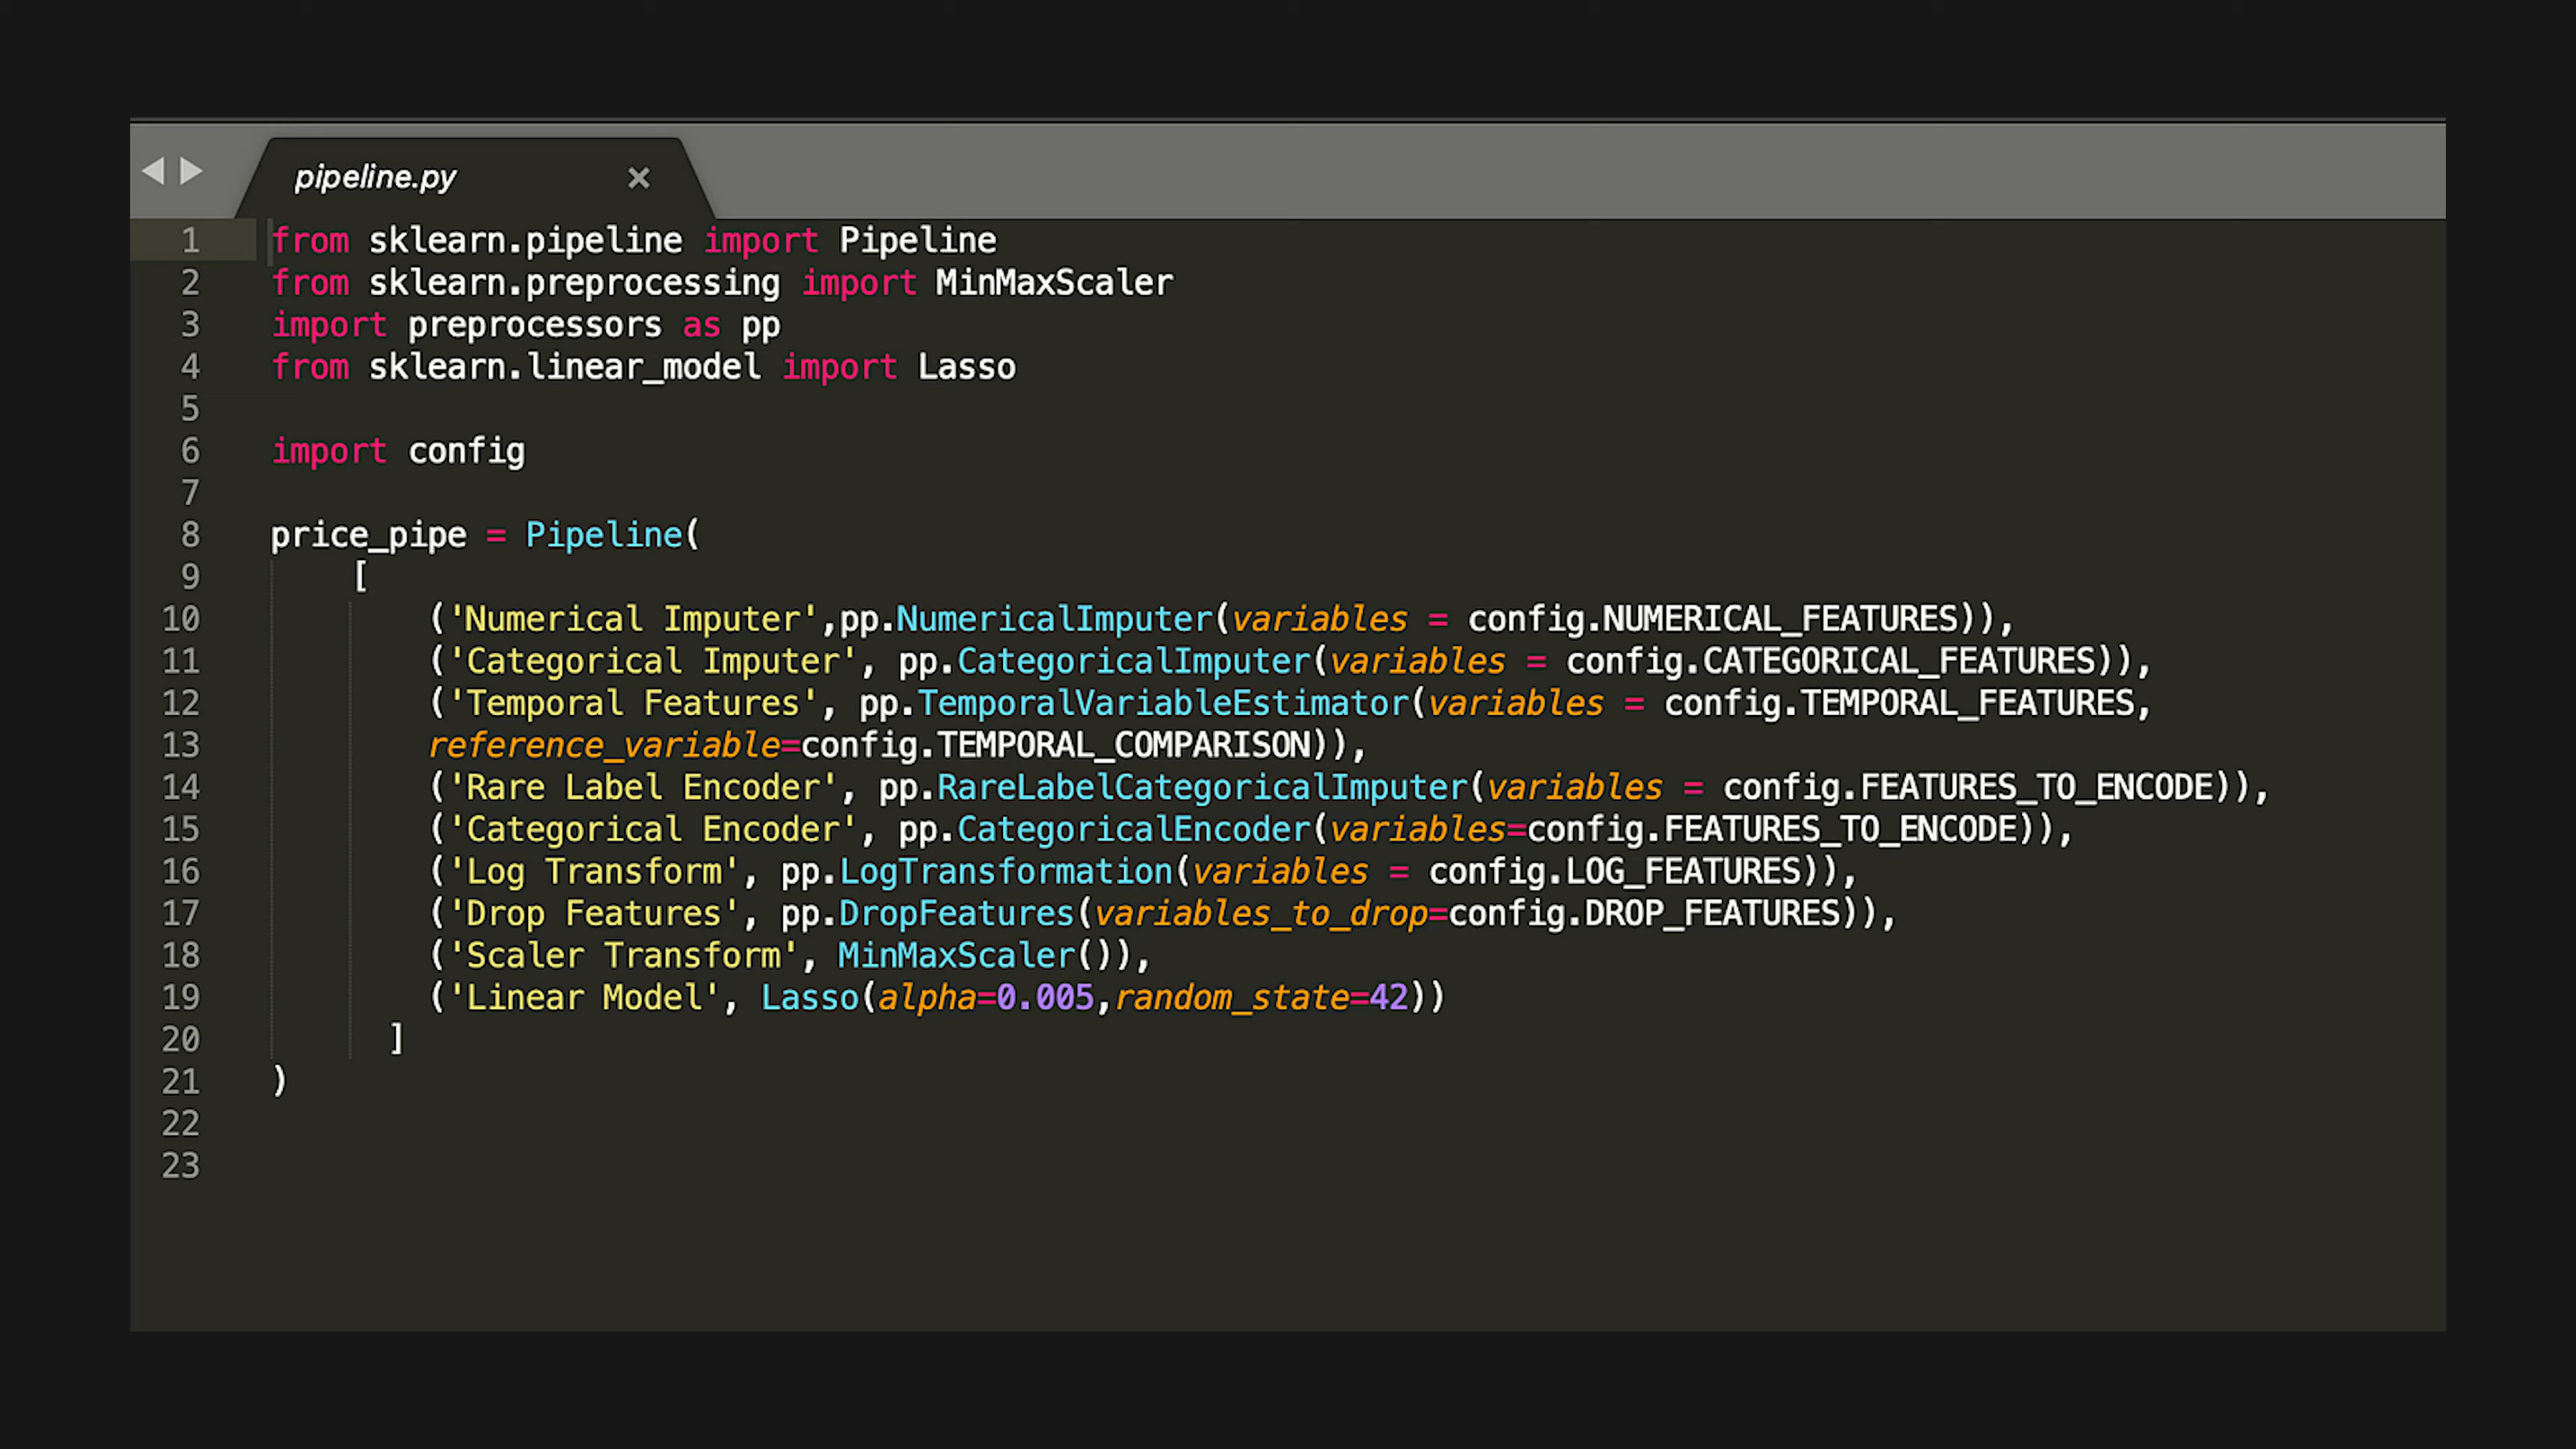 pipeline.py
1 from sklearn.pipeline import Pipeline
2 from sklearn.preprocessing import MinMaxScaler
3 import preprocessors as pp
4 from sklearn.linear_model import Lasso
5
6 import config
7
8 price_pipe = Pipeline(
9     [
10         ('Numerical Imputer',pp.NumericalImputer(variables = config.NUMERICAL_FEATURES)),
11         ('Categorical Imputer', pp.CategoricalImputer(variables = config.CATEGORICAL_FEATURES)),
12         ('Temporal Features', pp.TemporalVariableEstimator(variables = config.TEMPORAL_FEATURES,
13         reference_variable=config.TEMPORAL_COMPARISON)),
14         ('Rare Label Encoder', pp.RareLabelCategoricalImputer(variables = config.FEATURES_TO_ENCODE)),
15         ('Categorical Encoder', pp.CategoricalEncoder(variables=config.FEATURES_TO_ENCODE)),
16         ('Log Transform', pp.LogTransformation(variables = config.LOG_FEATURES)),
17         ('Drop Features', pp.DropFeatures(variables_to_drop=config.DROP_FEATURES)),
18         ('Scaler Transform', MinMaxScaler()),
19         ('Linear Model', Lasso(alpha=0.005,random_state=42))
20       ]
21 )
22
23